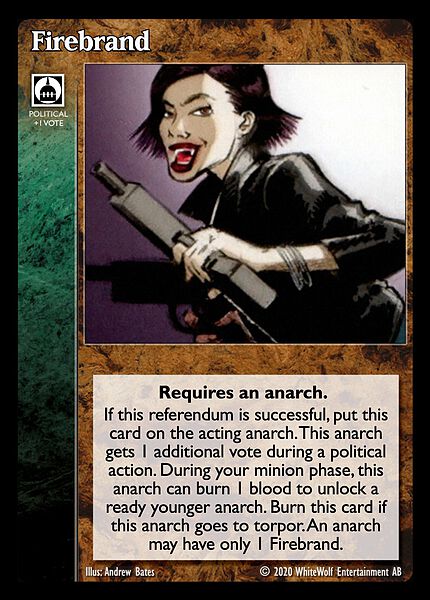 Firebrand
POLITICAL
+1 VOTE
Requires an anarch.
If this referendum is successful, put this
card on the acting anarch. This anarch
gets 1 additional vote during a political
action. During your minion phase, this
anarch can burn 1 blood to unlock a
ready younger anarch. Burn this card if
this anarch goes to torpor. An anarch
may have only 1 Firebrand.
Illus: Andrew Bates
© 2020 WhiteWolf Entertainment AB